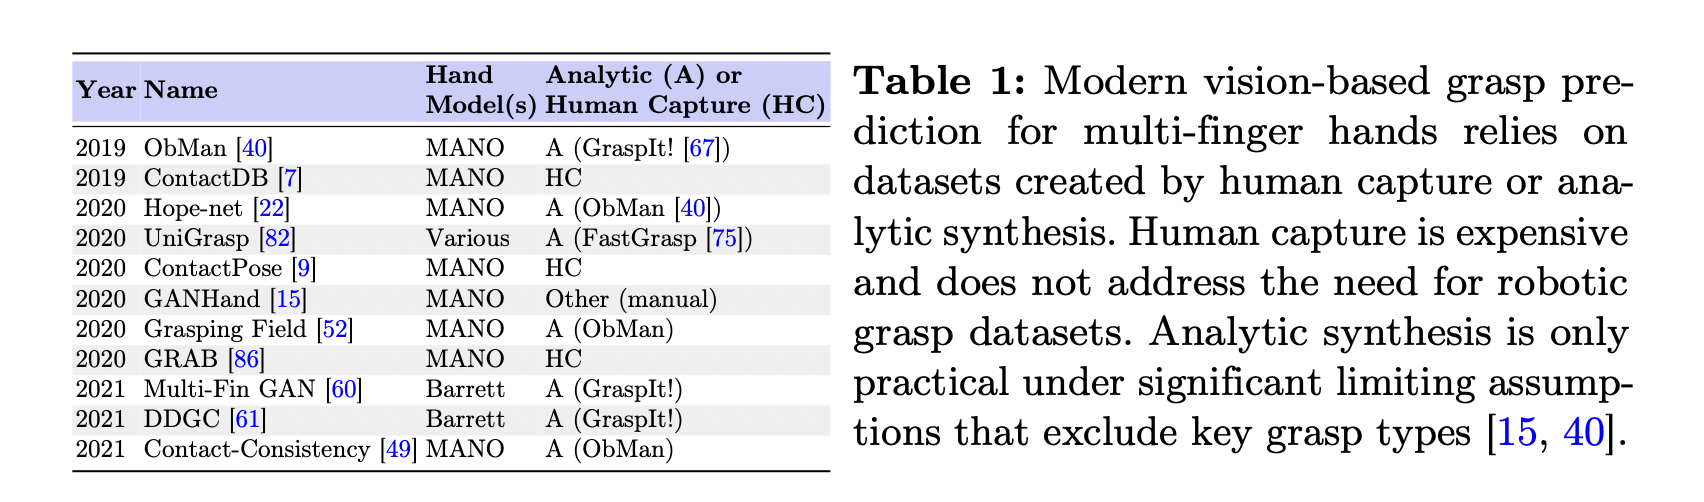 Year Name Hand Model(s) Analytic (A) or Human Capture (HC)
2019 ObMan [40] MANO A (GraspIt! [67])
2019 ContactDB [7] MANO HC
2020 Hope-net [22] MANO A (ObMan [40])
2020 UniGrasp [82] Various A (FastGrasp [75])
2020 ContactPose [9] MANO HC
2020 GANHand [15] MANO Other (manual)
2020 Grasping Field [52] MANO A (ObMan)
2020 GRAB [86] MANO HC
2021 Multi-Fin GAN [60] Barrett A (GraspIt!)
2021 DDGC [61] Barrett A (GraspIt!)
2021 Contact-Consistency [49] MANO A (ObMan)
Table 1: Modern vision-based grasp pre-
diction for multi-finger hands relies on
datasets created by human capture or ana-
lytic synthesis. Human capture is expensive
and does not address the need for robotic
grasp datasets. Analytic synthesis is only
practical under significant limiting assump-
tions that exclude key grasp types [15, 40].